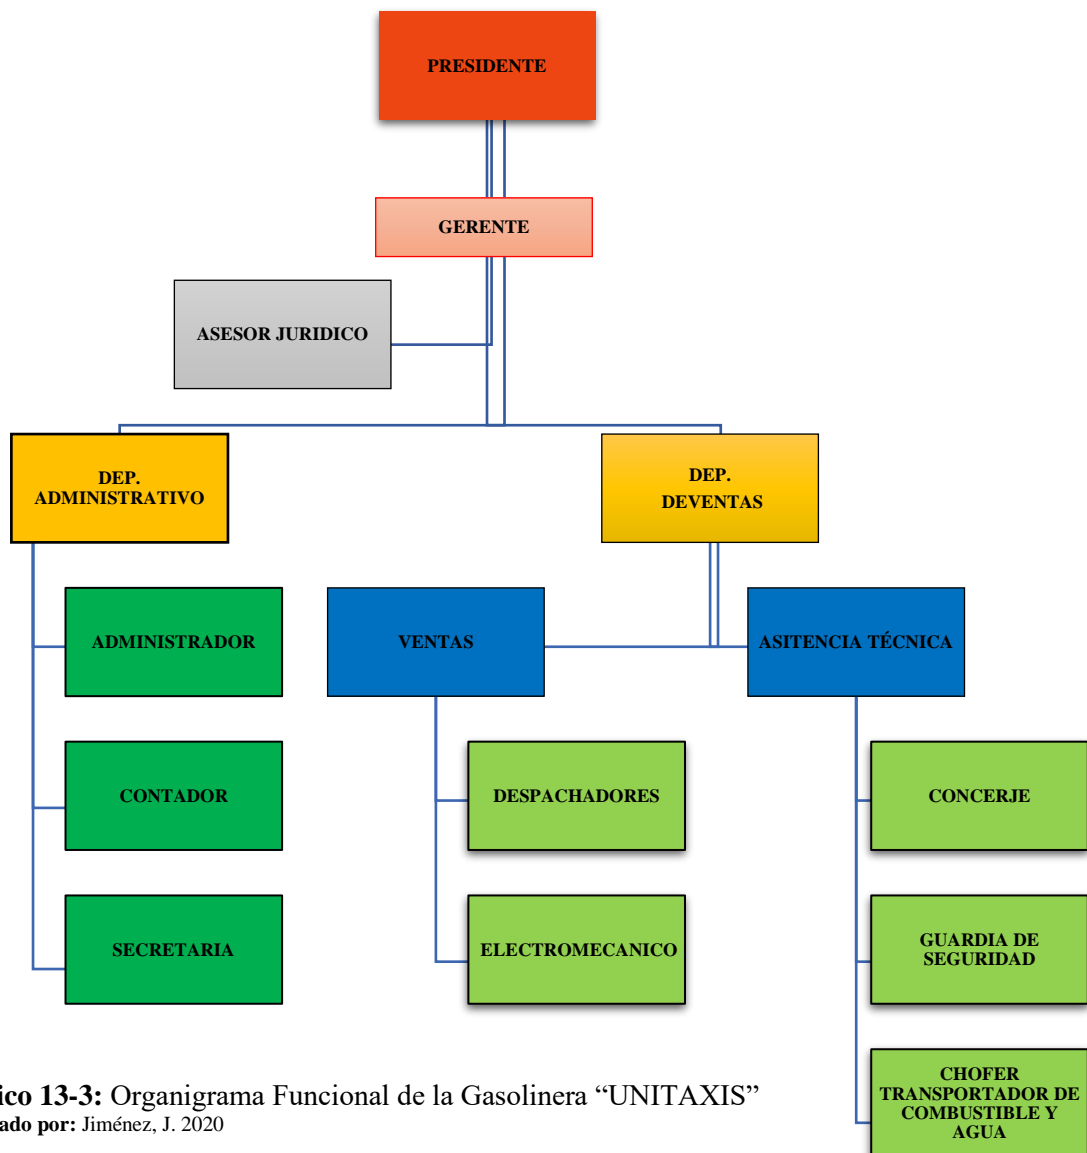 PRESIDENTE
GERENTE
ASESOR JURIDICO
DEP.
ADMINISTRATIVO
DEP.
DEVENTAS
ADMINISTRADOR
VENTAS
ASITENCIA TÉCNICA
CONTADOR
DESPACHADORES
CONCERJE
SECRETARIA
ELECTROMECANICO
GUARDIA DE
SEGURIDAD
CHOFER
TRANSPORTADOR DE
COMBUSTIBLE Y
AGUA
ico 13-3: Organigrama Funcional de la Gasolinera “UNITAXIS”
ado por: Jiménez, J. 2020